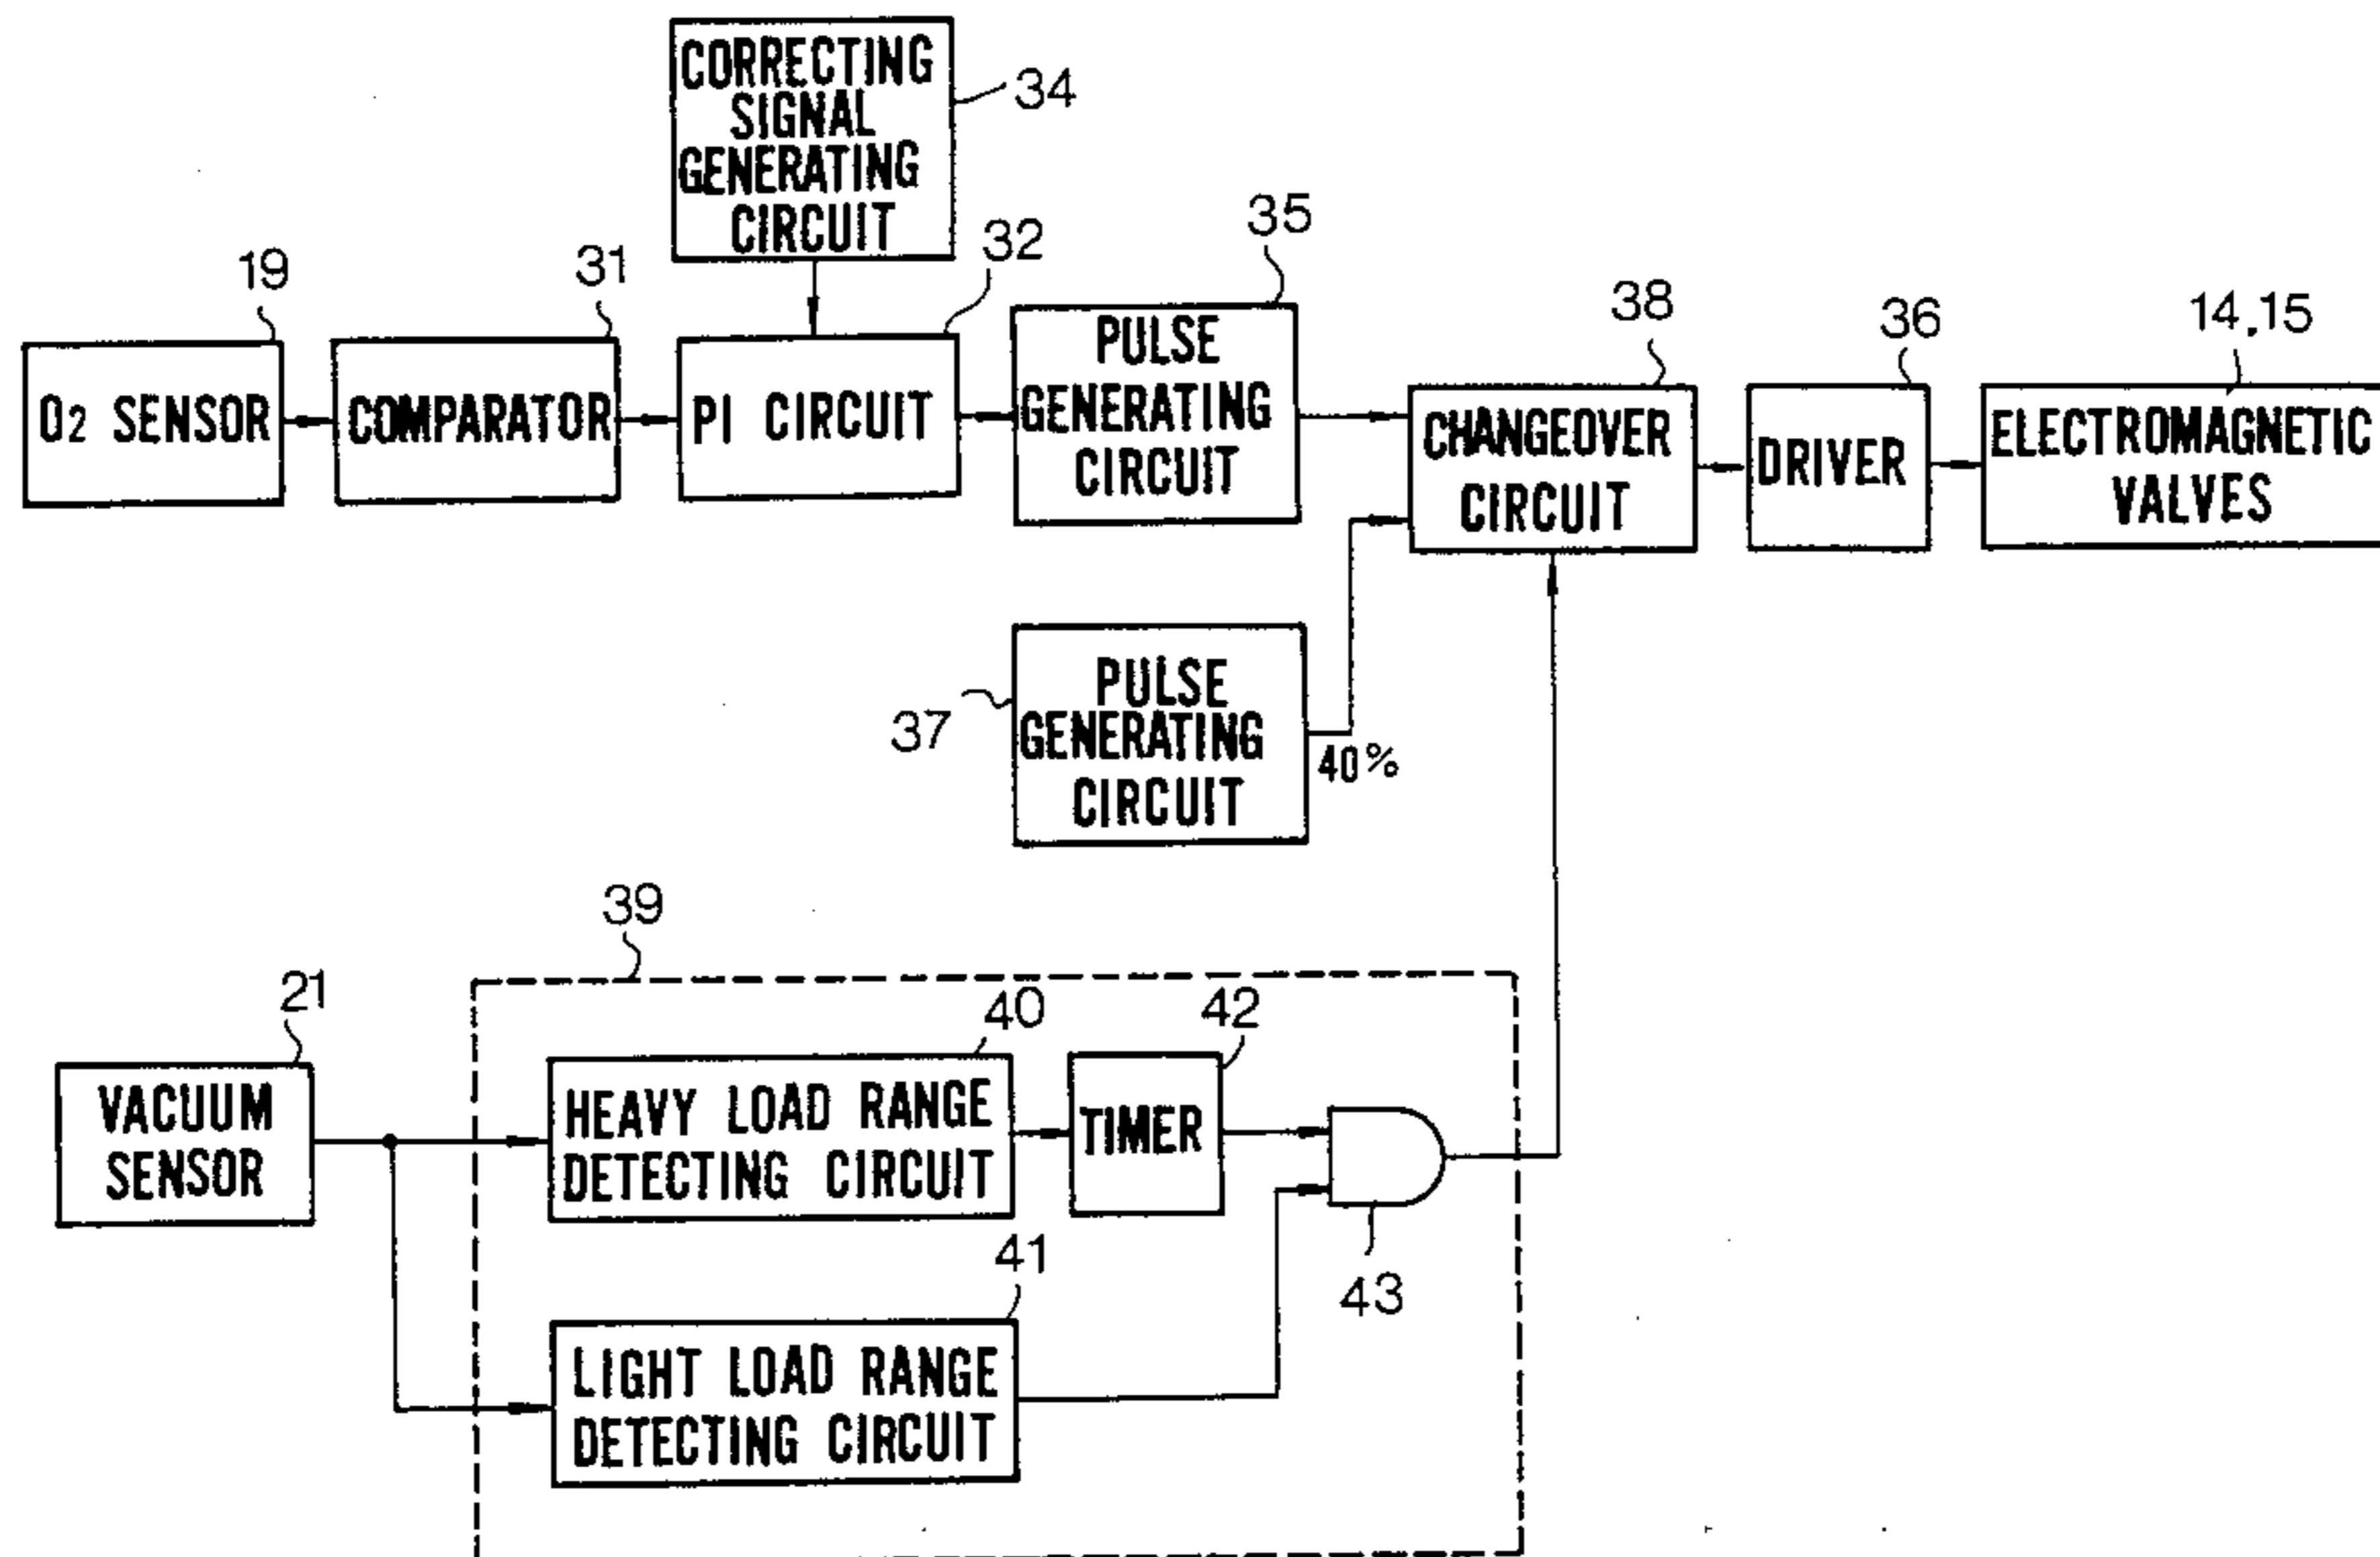 CORRECTING
SIGNAL
GENERATING
CIRCUIT
34
19
O2 SENSOR
31
COMPARATOR
32
PI CIRCUIT
35
PULSE
GENERATING
CIRCUIT
38
CHANGEOVER
CIRCUIT
36
DRIVER
14.15
ELECTROMAGNETIC
VALVES
37
PULSE
GENERATING
CIRCUIT
40%
39
21
VACUUM
SENSOR
40
HEAVY LOAD RANGE
DETECTING CIRCUIT
42
TIMER
43
41
LIGHT LOAD RANGE
DETECTING CIRCUIT